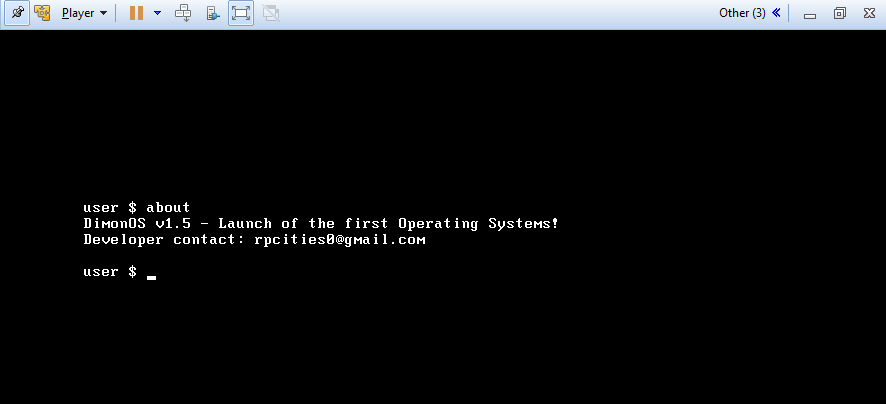 Player
Other (3)
user $ about
DimonOS v1.5 - Launch of the first Operating Systems!
Developer contact: rpcities0@gmail.com
user $